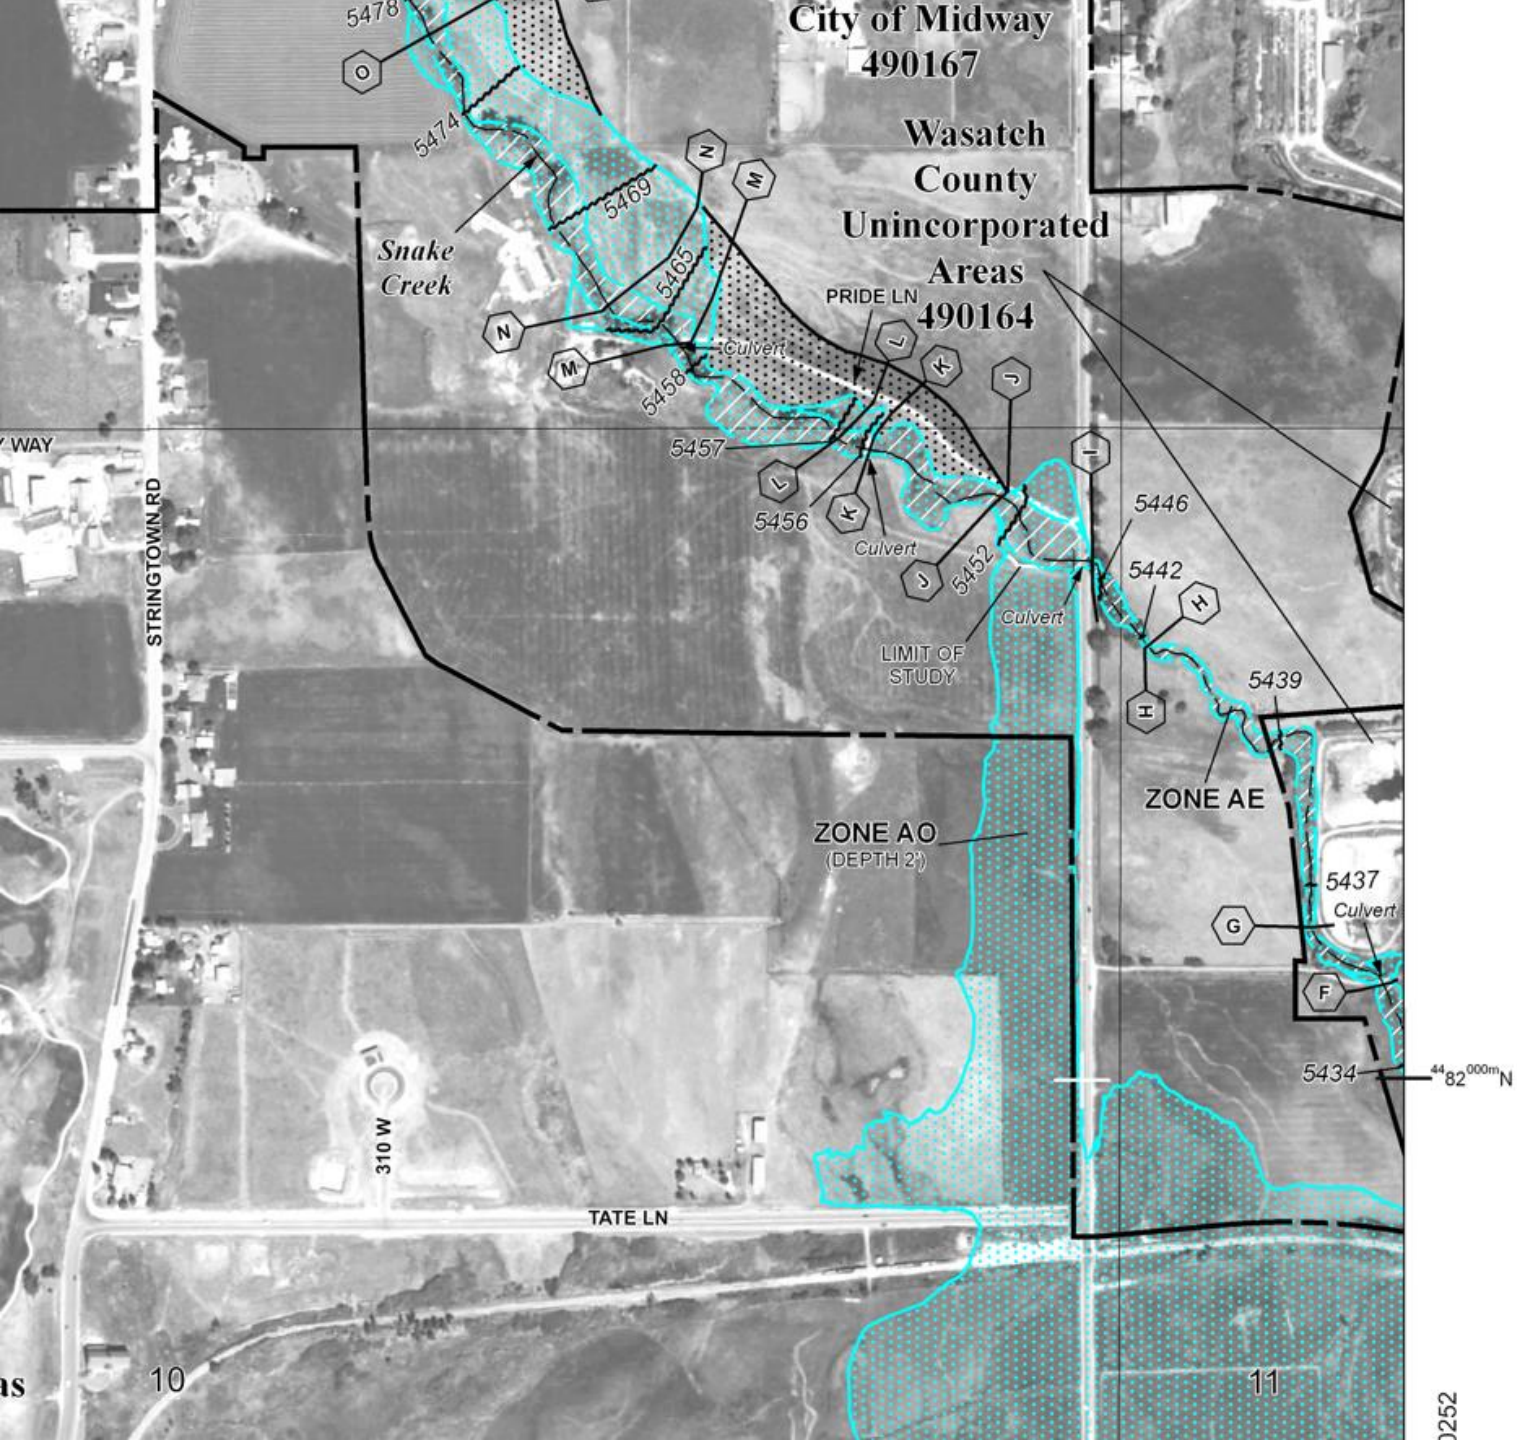 5478
City of Midway
490167
O
5474
Wasatch
County
Unincorporated
Areas
490164
N
M
5469
Snake
Creek
5465
PRIDE LN
N
M
Culvert
5458
L
K
J
Y WAY
5457
L
5456
K
Culvert
J
5452
I
5446
5442
H
Culvert
STRINGTOWN RD
LIMIT OF
STUDY
5439
H
ZONE AE
ZONE AO
(DEPTH 2')
5437
Culvert
G
F
5434
4482000mN
310 W
TATE LN
10
11
as
0252